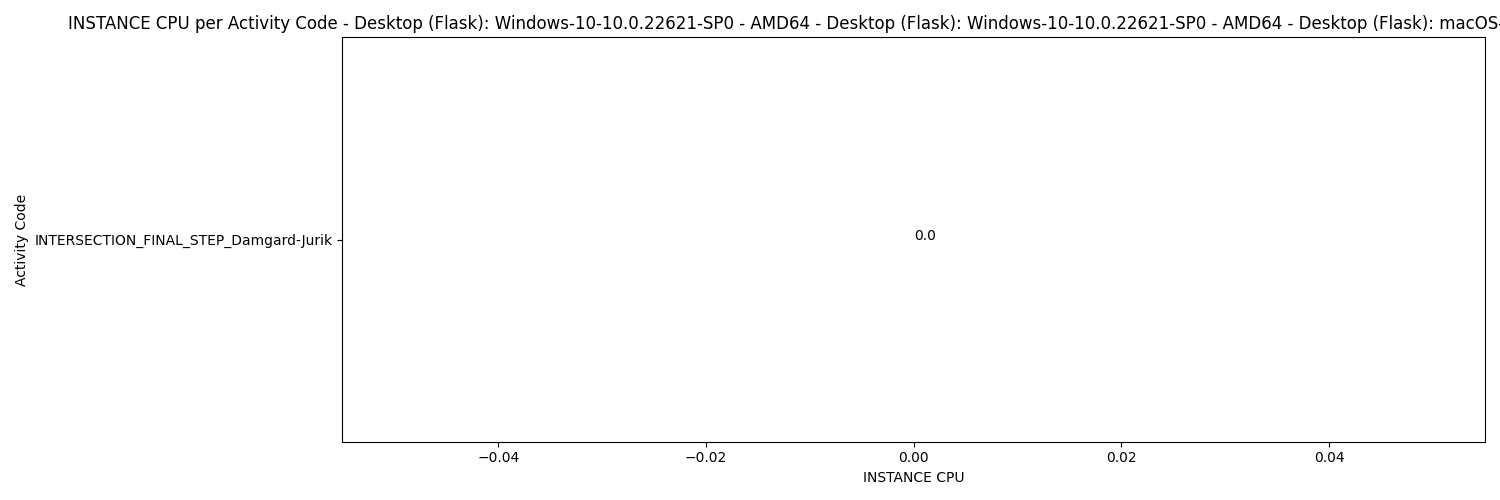 INSTANCE CPU per Activity Code - Desktop (Flask): Windows-10-10.0.22621-SP0 - AMD64 - Desktop (Flask): Windows-10-10.0.22621-SP0 - AMD64 - Desktop (Flask): macOS-
Activity Code
INTERSECTION_FINAL_STEP_Damgard-Jurik
0.0
−0.04 −0.02 0.00 0.02 0.04
INSTANCE CPU